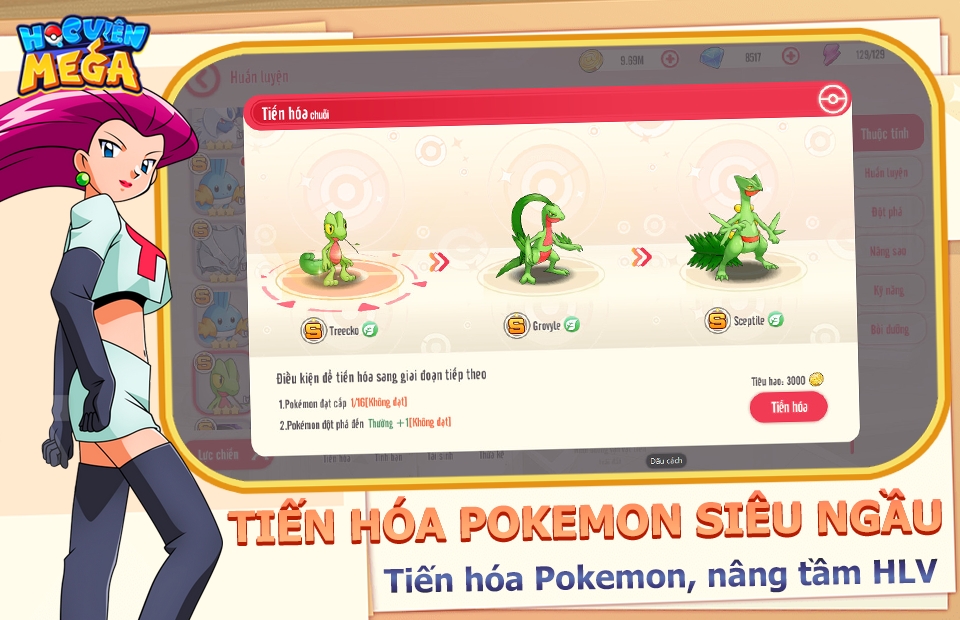 HỌC VIỆN
MEGA
Huấn luyện
9.99M
8517
129/129
Tiến hóa chuỗi
Thuộc tính
Huấn luyện
Đột phá
Nâng sao
Kỹ năng
Bồi dưỡng
S Treecko
S Grovyle
S Sceptile
Điều kiện để tiến hóa sang giai đoạn tiếp theo
1.Pokémon đạt cấp 1/16[Không đạt]
2.Pokémon đột phá đến Thường +1[Không đạt]
Tiêu hao: 3000
Tiến hóa
Lực chiến
Dấu cách
TIẾN HÓA POKEMON SIÊU NGẦU
Tiến hóa Pokemon, nâng tầm HLV